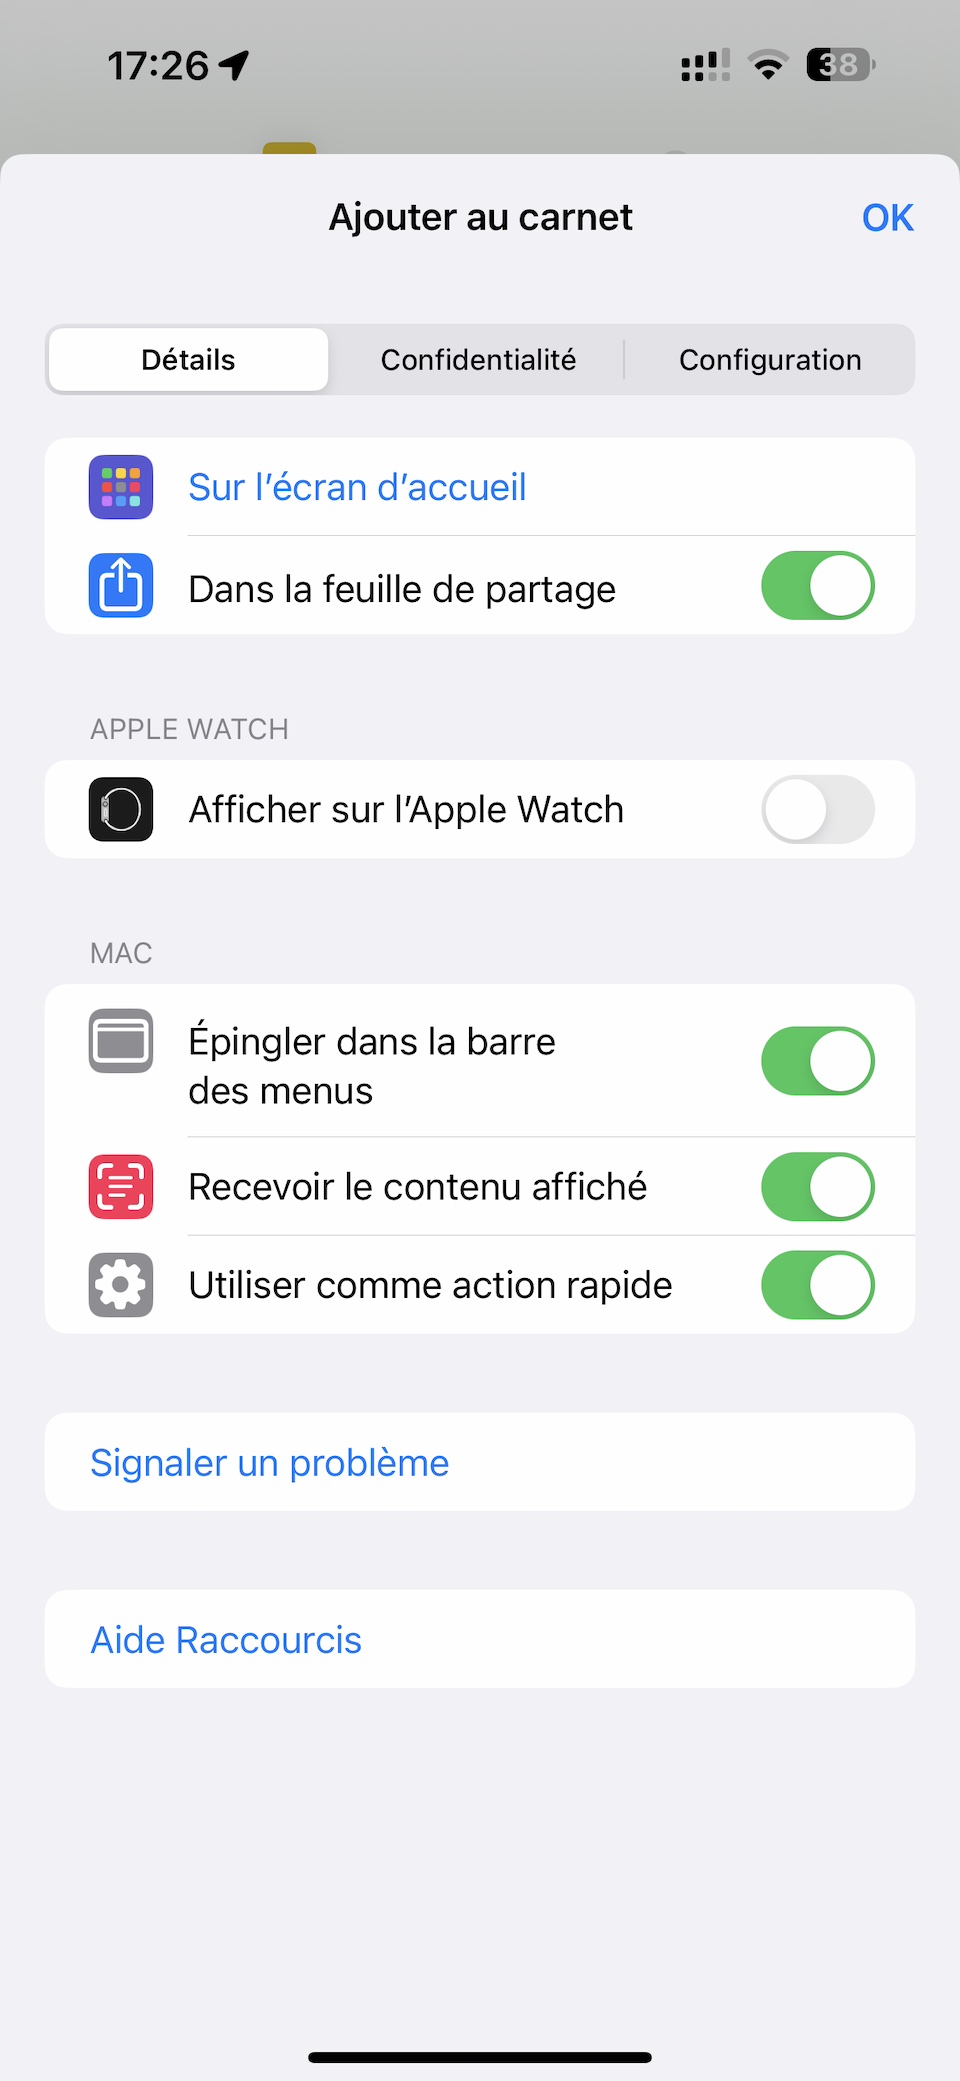 17:26
38
Ajouter au carnet
OK
Détails
Confidentialité
Configuration
Sur l’écran d’accueil
Dans la feuille de partage
APPLE WATCH
Afficher sur l’Apple Watch
MAC
Épingler dans la barre
des menus
Recevoir le contenu affiché
Utiliser comme action rapide
Signaler un problème
Aide Raccourcis